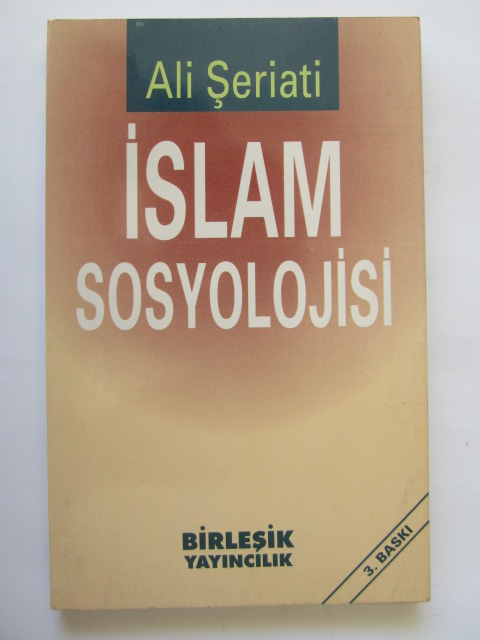 Ali Şeriati
İSLAM
SOSYOLOJİSİ
BİRLEŞİK
YAYINCILIK
3. BASKI